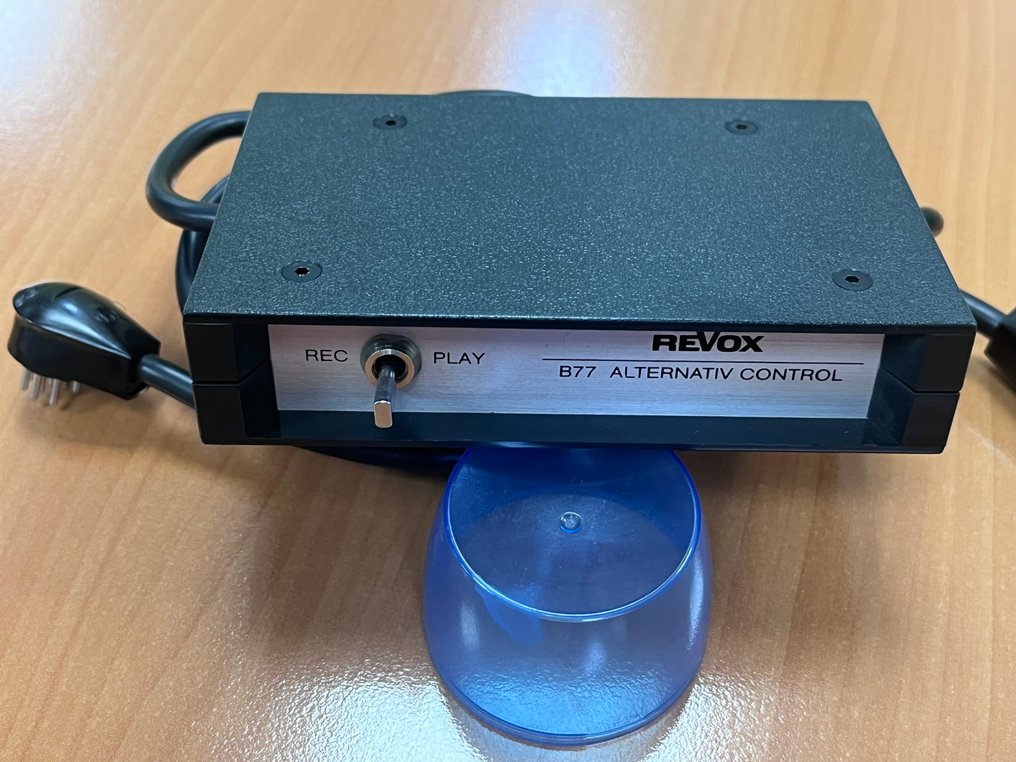 REVOX
REC PLAY
B77 ALTERNATIV CONTROL